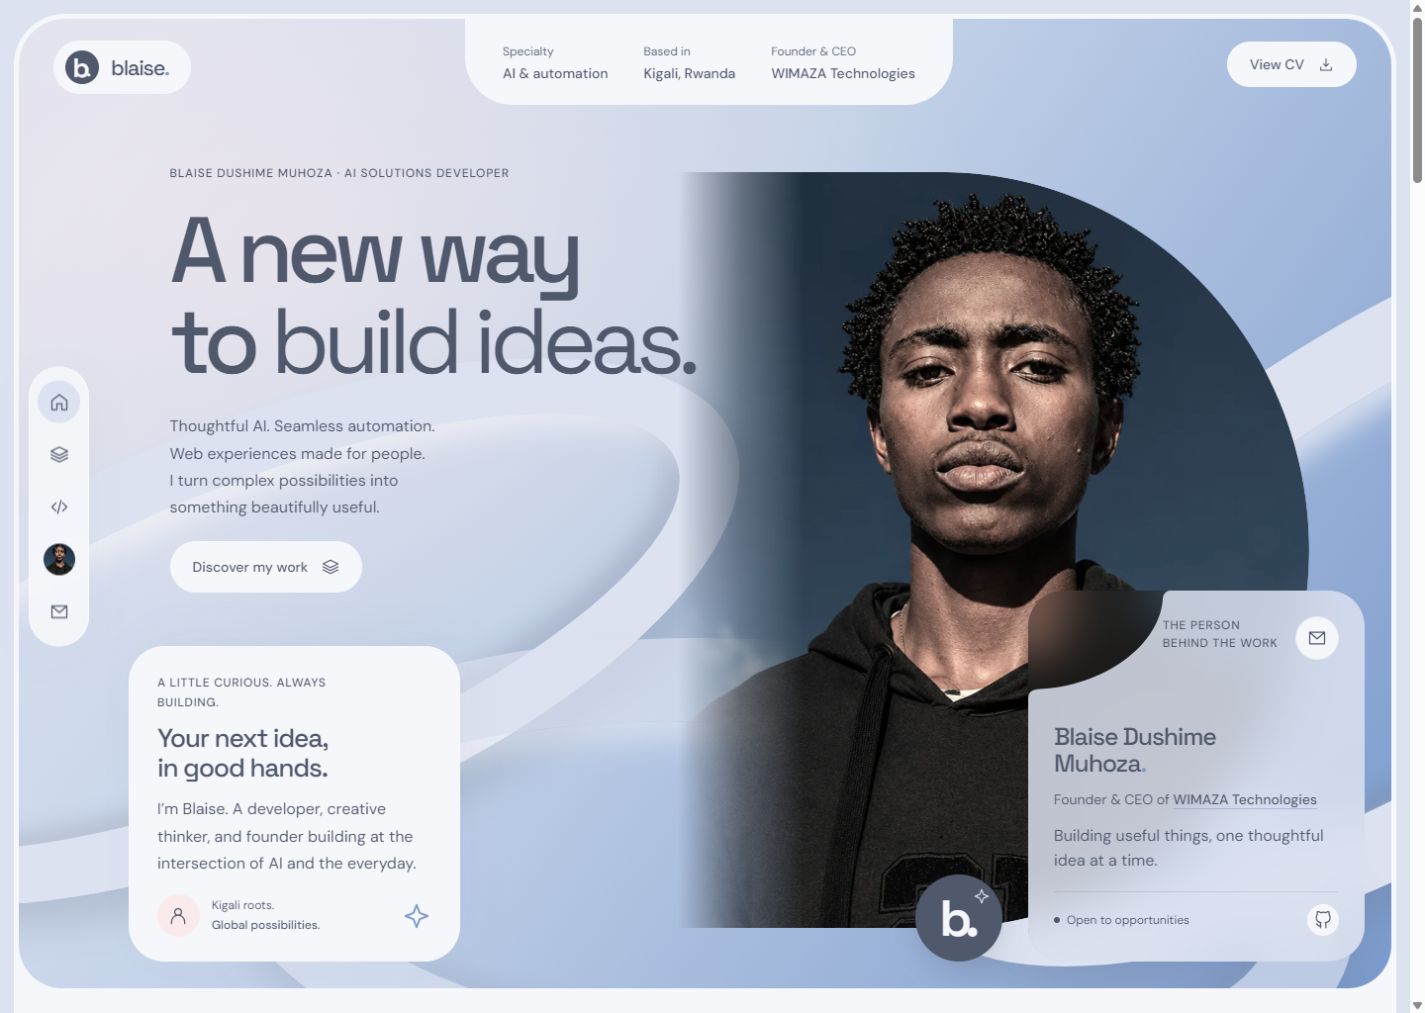 b. blaise.
Specialty
AI & automation
Based in
Kigali, Rwanda
Founder & CEO
WIMAZA Technologies
View CV
BLAISE DUSHIME MUHOZA · AI SOLUTIONS DEVELOPER
A new way
to build ideas.
Thoughtful AI. Seamless automation.
Web experiences made for people.
I turn complex possibilities into
something beautifully useful.
Discover my work
A LITTLE CURIOUS. ALWAYS
BUILDING.
Your next idea,
in good hands.
I'm Blaise. A developer, creative
thinker, and founder building at the
intersection of AI and the everyday.
Kigali roots.
Global possibilities.
b.
THE PERSON
BEHIND THE WORK
Blaise Dushime
Muhoza.
Founder & CEO of WIMAZA Technologies
Building useful things, one thoughtful
idea at a time.
Open to opportunities